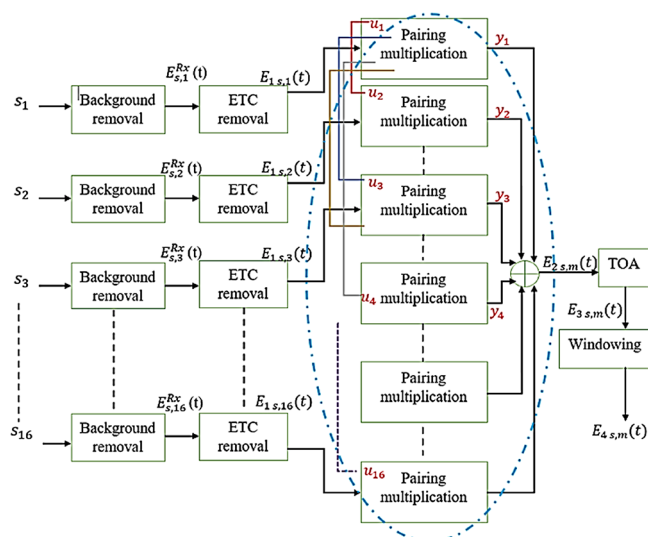 u1
Pairing multiplication
y1
s1
Background removal
E^Rx_s,1(t)
ETC removal
E1 s,1(t)
u2
Pairing multiplication
y2
s2
Background removal
E^Rx_s,2(t)
ETC removal
E1 s,2(t)
u3
Pairing multiplication
y3
s3
Background removal
E^Rx_s,3(t)
ETC removal
E1 s,3(t)
u4
Pairing multiplication
y4
E2 s,m(t)
TOA
E3 s,m(t)
Windowing
E4 s,m(t)
Pairing multiplication
s16
Background removal
E^Rx_s,16(t)
ETC removal
E1 s,16(t)
u16
Pairing multiplication